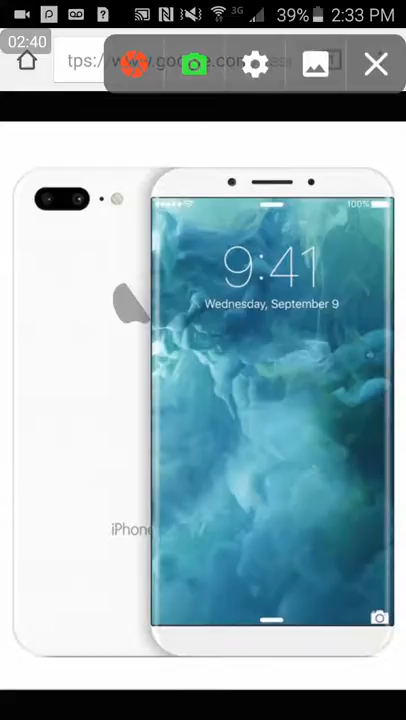 3G 39% 2:33 PM
02:40
tps://www.google.com
100%
9:41
Wednesday, September 9
iPhone